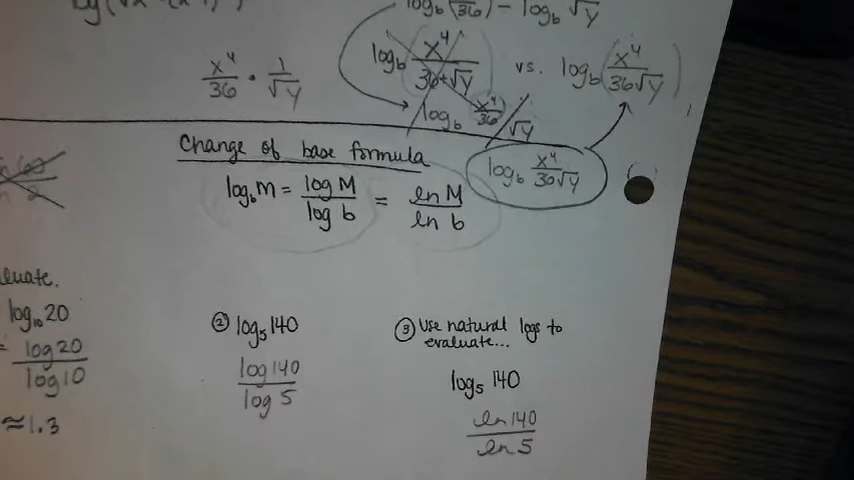 log_b (x⁴/36) − log_b √y
log_b (x⁴/36+√y) vs. log_b (x⁴/36√y)
x⁴/36 · 1/√y
log_b x⁴/36 / √y
Change of base formula
log_b x⁴/30√y
log_b m = log M/log b = ln M/ln b
log₁₀ 20
= log 20/log 10
≈ 1.3
② log₅ 140
log 140/log 5
③ Use natural logs to
evaluate...
log₅ 140
ln 140/ln 5